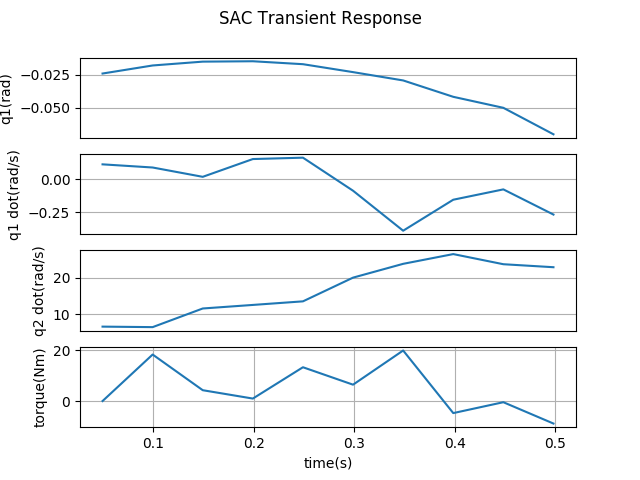 SAC Transient Response
−0.025
−0.050
q1(rad)
0.00
−0.25
q1 dot(rad/s)
20
10
q2 dot(rad/s)
20
0
torque(Nm)
0.1 0.2 0.3 0.4 0.5
time(s)